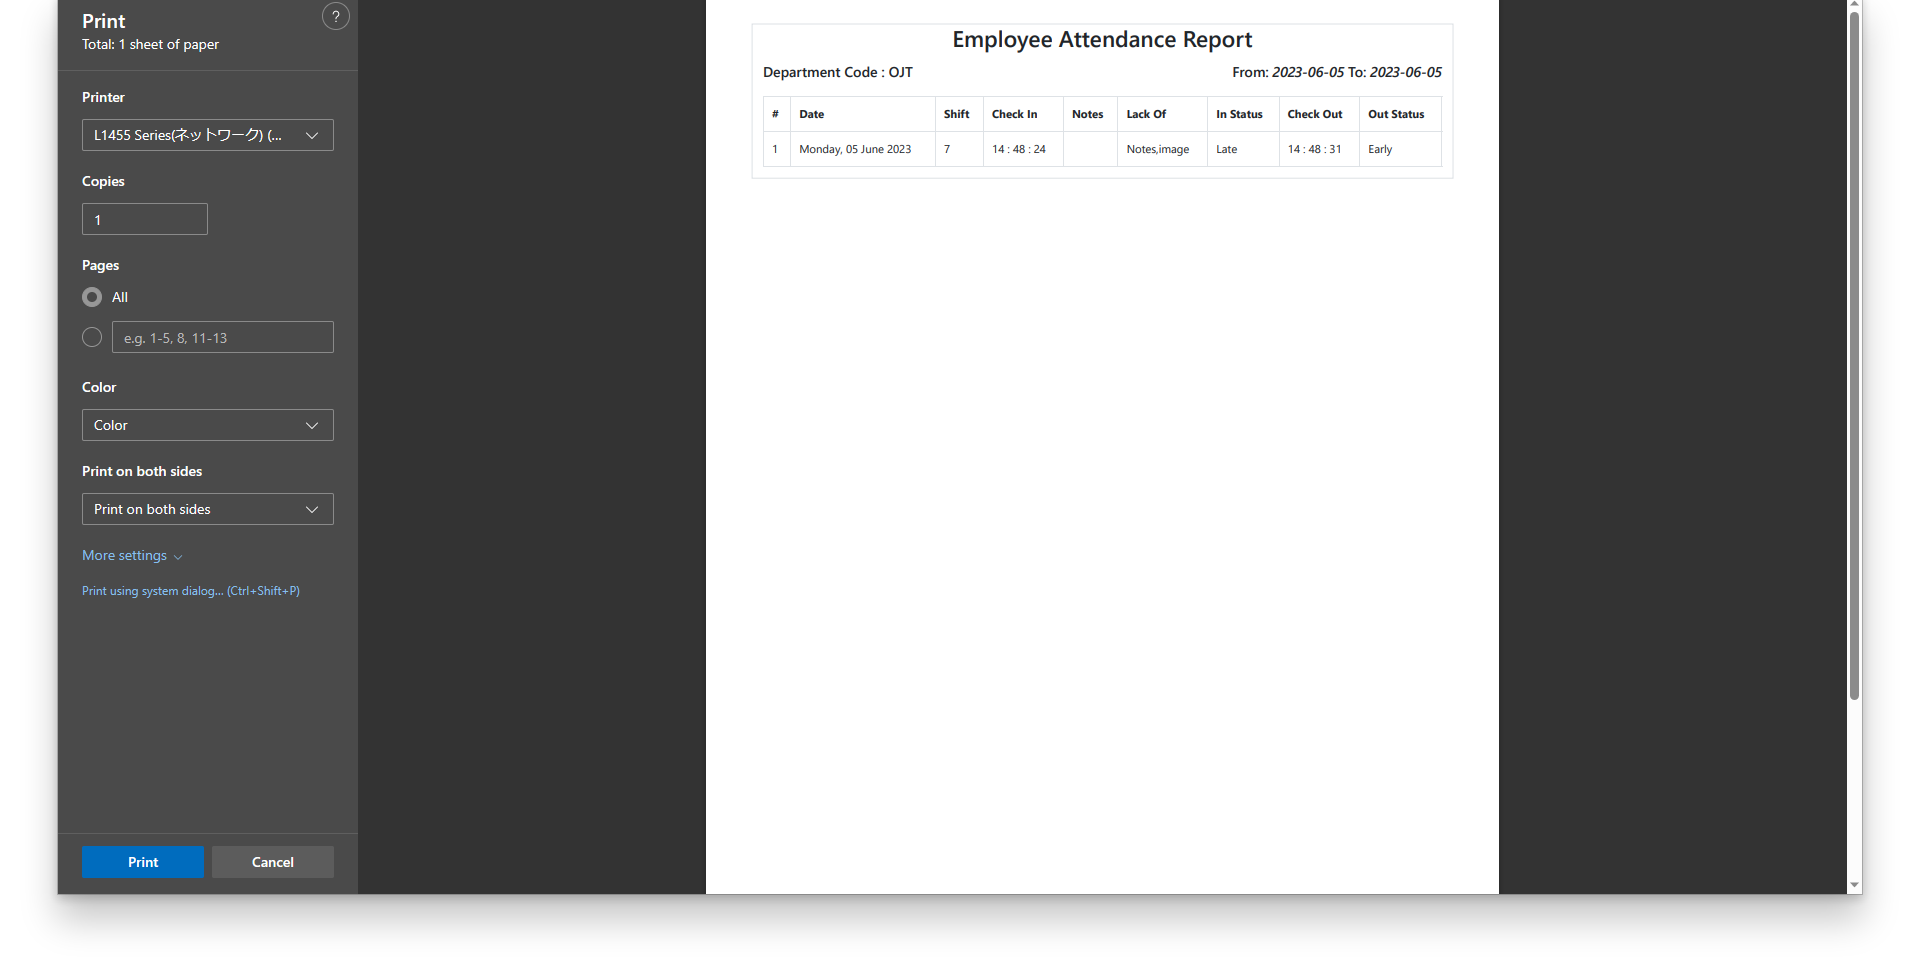 Print
?
Total: 1 sheet of paper
Printer
L1455 Series(ネットワーク) (...
Copies
1
Pages
All
e.g. 1-5, 8, 11-13
Color
Color
Print on both sides
Print on both sides
More settings
Print using system dialog... (Ctrl+Shift+P)
Print Cancel
Employee Attendance Report
Department Code : OJT From: 2023-06-05 To: 2023-06-05
# Date Shift Check In Notes Lack Of In Status Check Out Out Status
1 Monday, 05 June 2023 7 14 : 48 : 24 Notes,image Late 14 : 48 : 31 Early